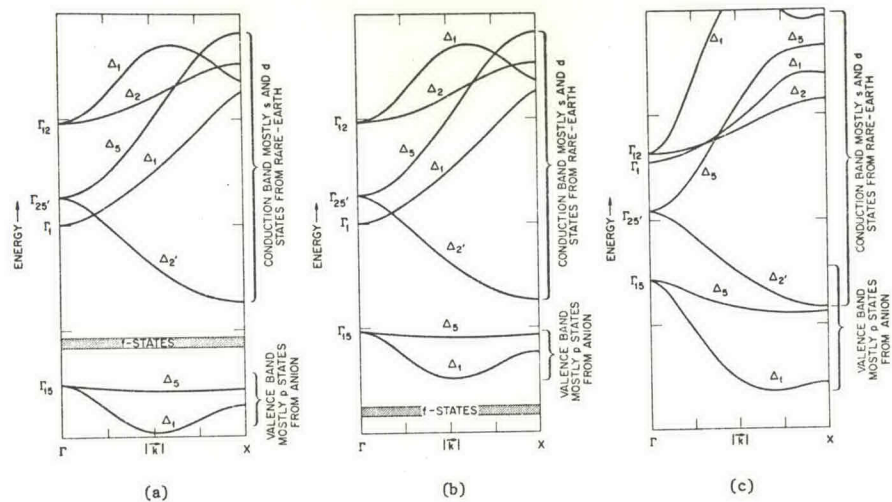 Δ1
Δ2
Γ12
Δ5
Δ1
Γ25'
Γ1
Δ2'
ENERGY →
f-STATES
Γ15
Δ5
Δ1
Γ
|k⃗|
X
CONDUCTION BAND MOSTLY s AND d
STATES FROM RARE-EARTH
VALENCE BAND
MOSTLY p STATES
FROM ANION
(a)
Δ1
Δ2
Γ12
Δ5
Δ1
Γ25'
Γ1
Δ2'
ENERGY →
Γ15
Δ5
Δ1
f-STATES
Γ
|k⃗|
X
CONDUCTION BAND MOSTLY s AND d
STATES FROM RARE-EARTH
VALENCE BAND
MOSTLY p STATES
FROM ANION
(b)
Δ1
Δ5
Δ1
Δ2
Γ12
Γ1
Δ5
Γ25'
ENERGY →
Δ2'
Γ15
Δ5
Δ1
Γ
|k⃗|
X
CONDUCTION BAND MOSTLY s AND d
STATES FROM RARE-EARTH
VALENCE BAND
MOSTLY p STATES
FROM ANION
(c)